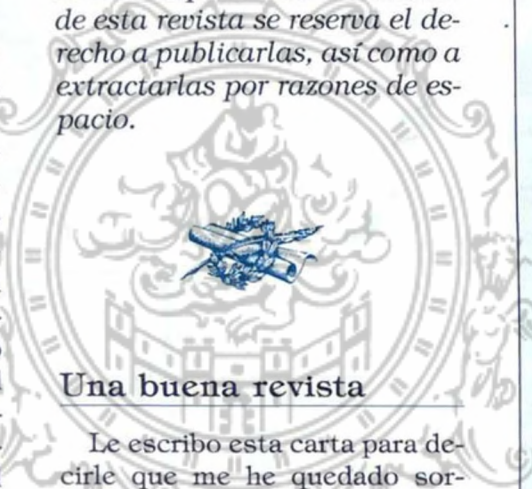 de esta revista se reserva el de-
recho a publicarlas, así como a
extractarlas por razones de es-
pacio.
Una buena revista
Le escribo esta carta para de-
cirle que me he quedado sor-